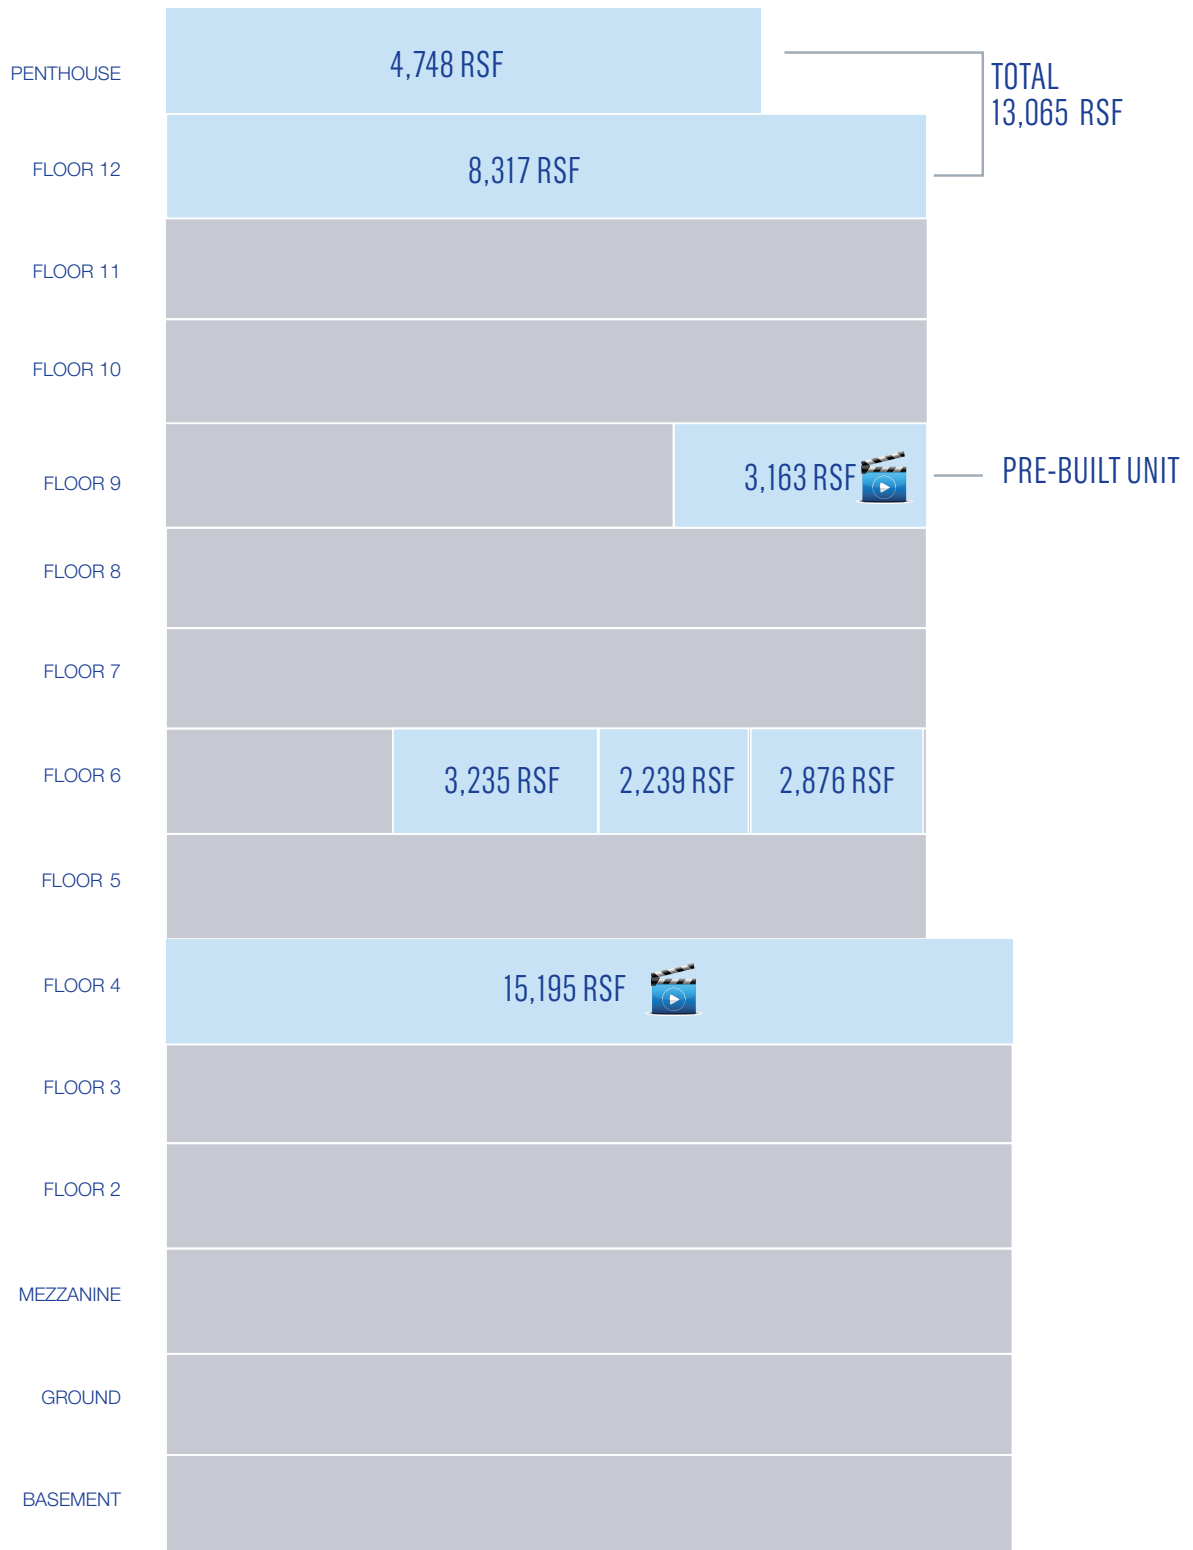 PENTHOUSE
4,748 RSF
TOTAL
13,065 RSF
FLOOR 12
8,317 RSF
FLOOR 11
FLOOR 10
FLOOR 9
3,163 RSF
PRE-BUILT UNIT
FLOOR 8
FLOOR 7
FLOOR 6
3,235 RSF
2,239 RSF
2,876 RSF
FLOOR 5
FLOOR 4
15,195 RSF
FLOOR 3
FLOOR 2
MEZZANINE
GROUND
BASEMENT